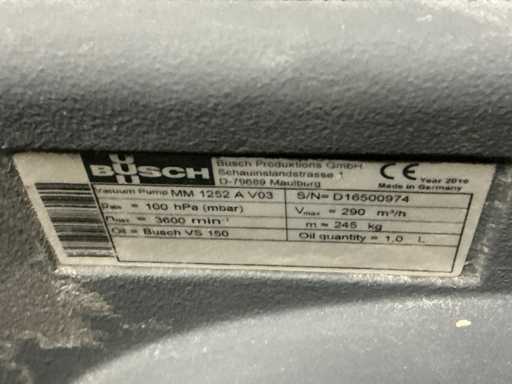 BUSCH
Busch Produktions GmbH
Schauinslandstrasse 1
D-79689 Maulburg
CE
Year 2016
Made in Germany
Vacuum Pump MM 1252 A V03
S/N= D16500974
= 100 hPa (mbar)
Vmax = 290 m³/h
nmax = 3600 min⁻¹
m = 245 kg
Oil = Busch VS 150
Oil quantity = 1,0 L